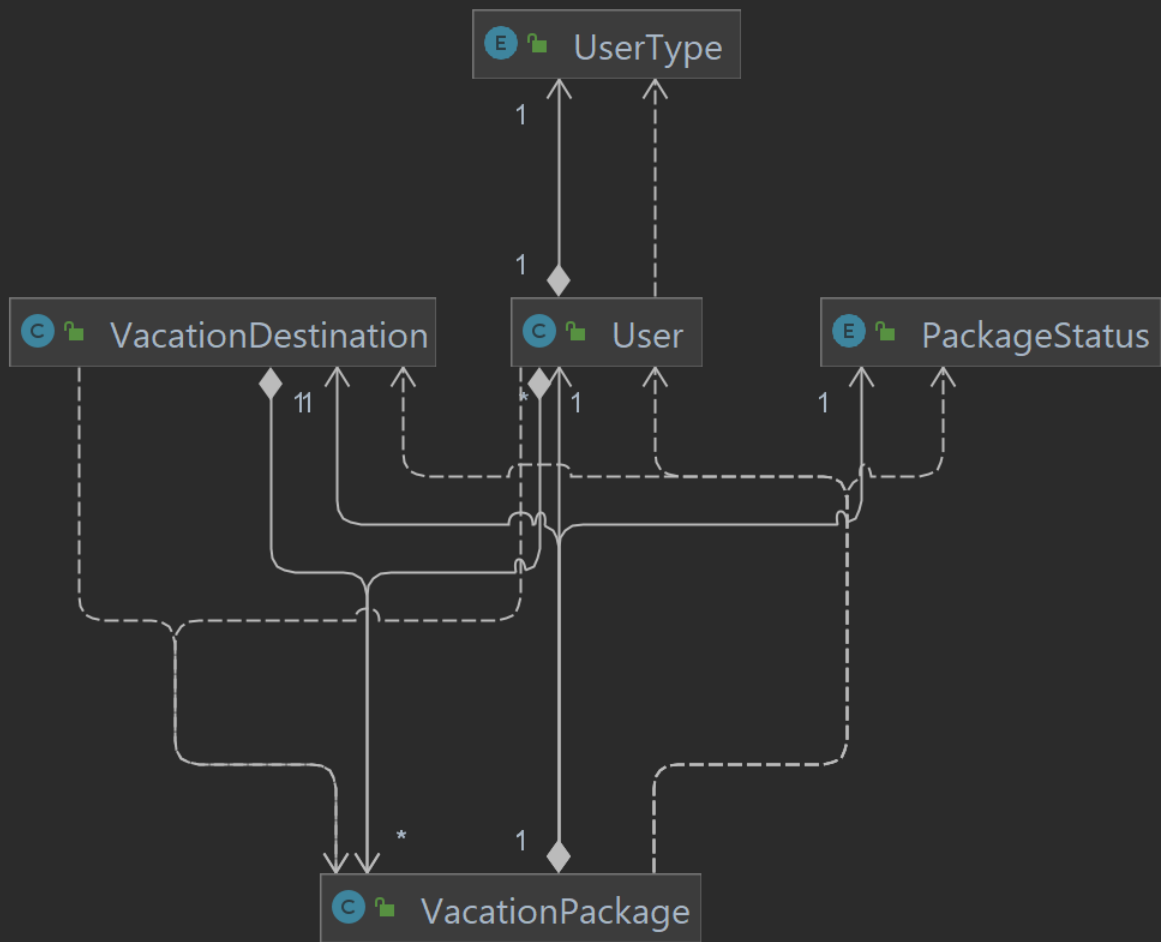 E UserType
1
1
C VacationDestination
C User
E PackageStatus
11
*
1
1
*
1
C VacationPackage